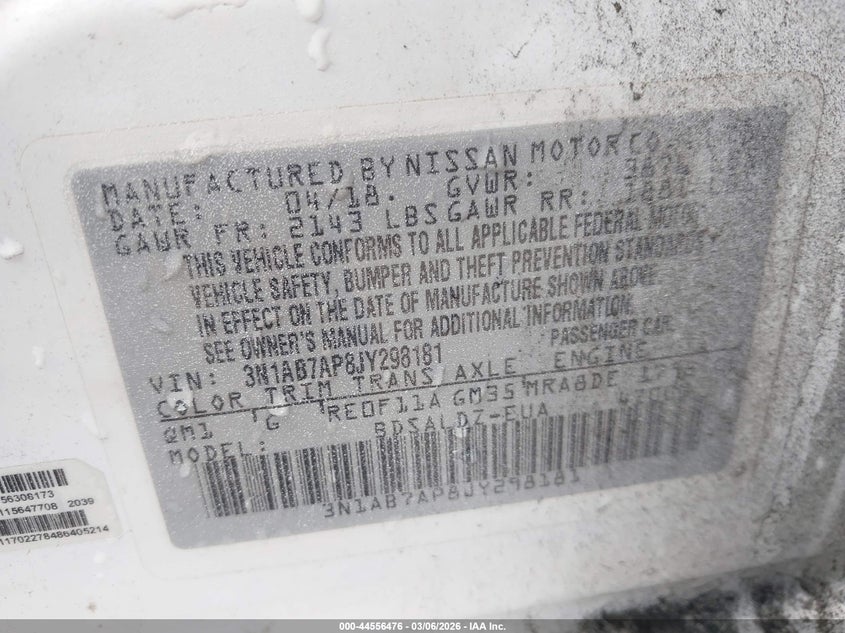 MANUFACTURED BY NISSAN MOTOR CO.
DATE: 04/18. GVWR:
GAWR FR: 2143 LBS GAWR RR:
THIS VEHICLE CONFORMS TO ALL APPLICABLE FEDERAL MOTOR
VEHICLE SAFETY, BUMPER AND THEFT PREVENTION STANDARDS
IN EFFECT ON THE DATE OF MANUFACTURE SHOWN ABOVE
SEE OWNER'S MANUAL FOR ADDITIONAL INFORMATION.
PASSENGER CAR
VIN: 3N1AB7AP8JY298181
COLOR TRIM TRANS AXLE ENGINE
QM1 G RE0F11A GM35 MRA8DE
MODEL: BDSALDZ-EUA
3N1AB7AP8JY298181
56306173
115647708 2039
11702278486405214
000-44556476 - 03/06/2026 - IAA Inc.